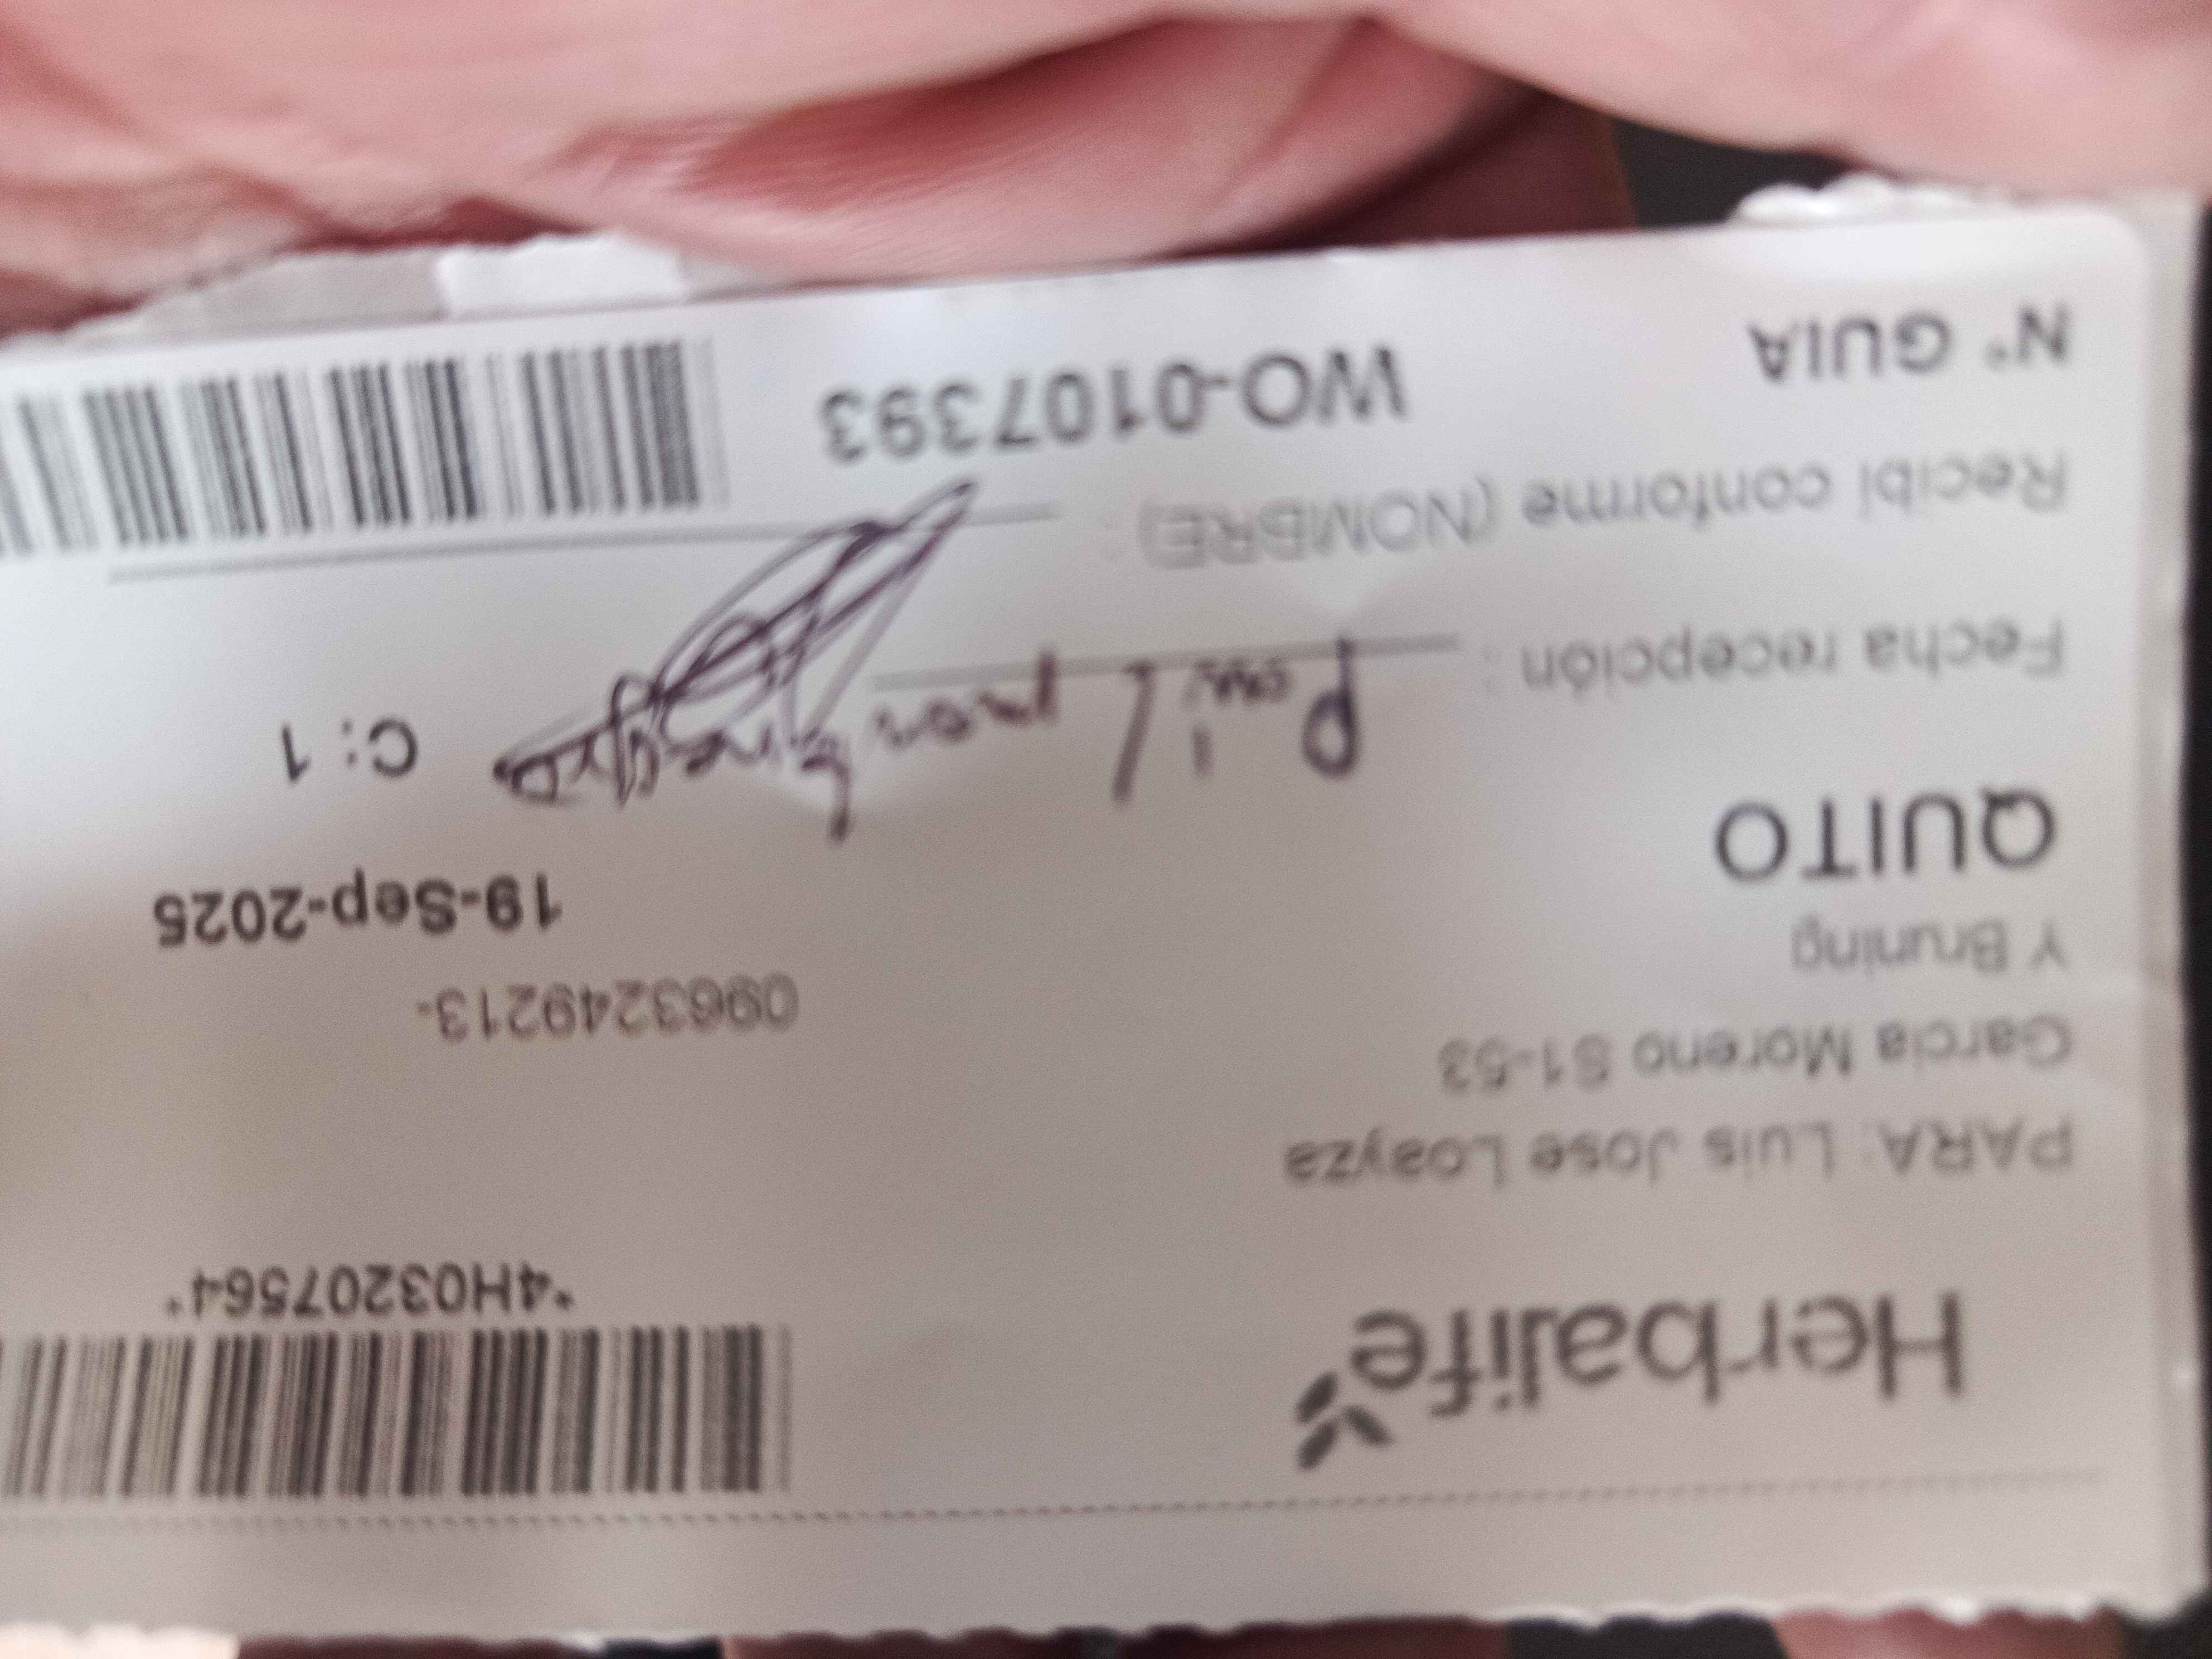 Herbalife
*4H03207564*
PARA: Luis Jose Loayza
Garcia Moreno S1-53
0963249213-
Y Bruning
19-Sep-2025
QUITO
C: 1
Fecha recepción :
Recibi conforme (NOMBRE) :
N° GUIA
WO-0107393